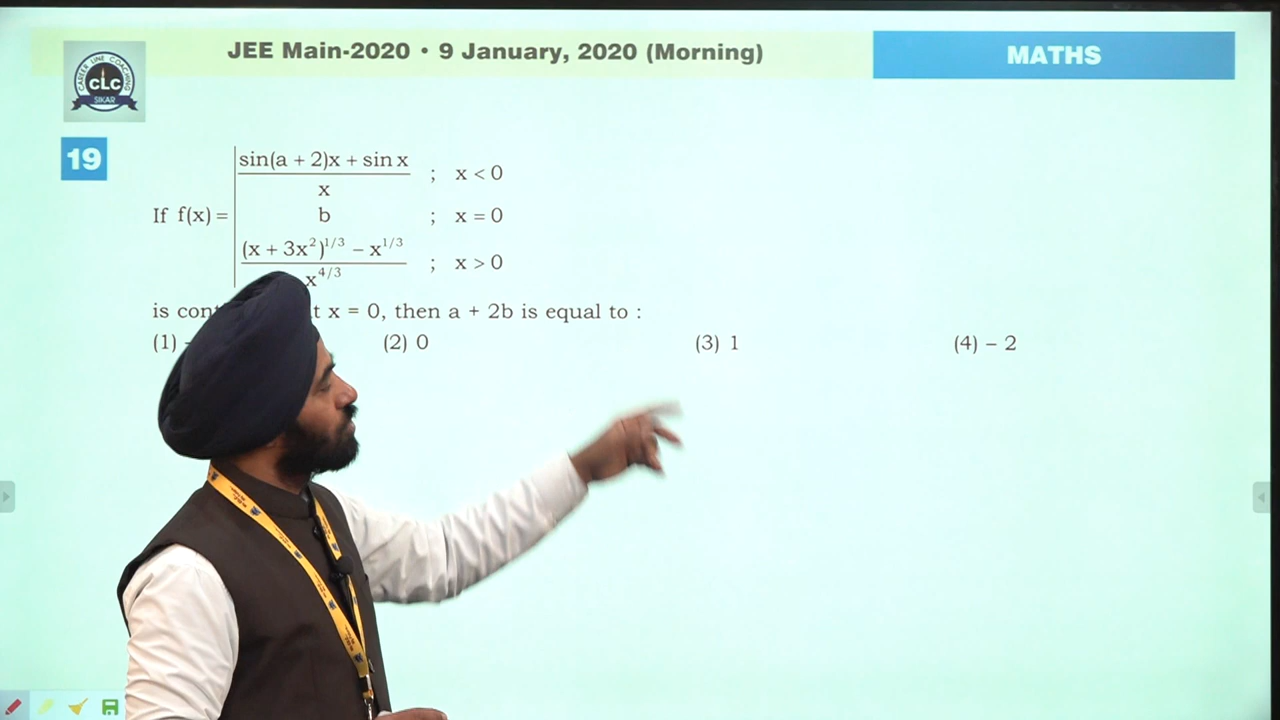 JEE Main-2020 • 9 January, 2020 (Morning)
MATHS
CAREER LINE COACHING
CLC
SIKAR
19
sin(a + 2)x + sin x / x ; x < 0
If f(x) = b ; x = 0
(x + 3x²)^1/3 − x^1/3 / x^4/3 ; x > 0
is x = 0, then a + 2b is equal to :
(1) - (2) 0 (3) 1 (4) – 2